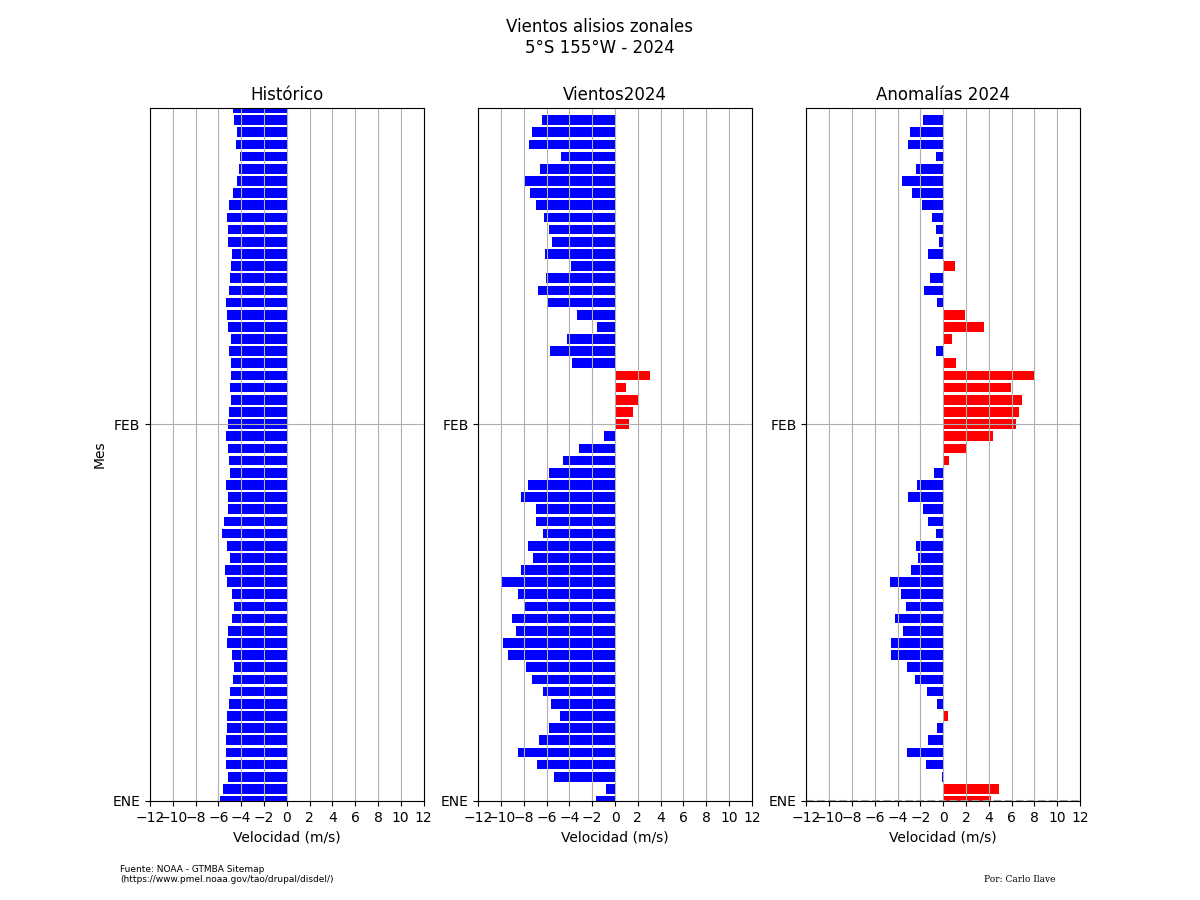 Vientos alisios zonales
5°S 155°W - 2024
Histórico
Vientos2024
Anomalías 2024
Mes
FEB
FEB
FEB
ENE
ENE
ENE
−12 −10 −8 −6 −4 −2 0 2 4 6 8 10 12
−12 −10 −8 −6 −4 −2 0 2 4 6 8 10 12
−12 −10 −8 −6 −4 −2 0 2 4 6 8 10 12
Velocidad (m/s)
Velocidad (m/s)
Velocidad (m/s)
Fuente: NOAA - GTMBA Sitemap
(https://www.pmel.noaa.gov/tao/drupal/disdel/)
Por: Carlo Ilave